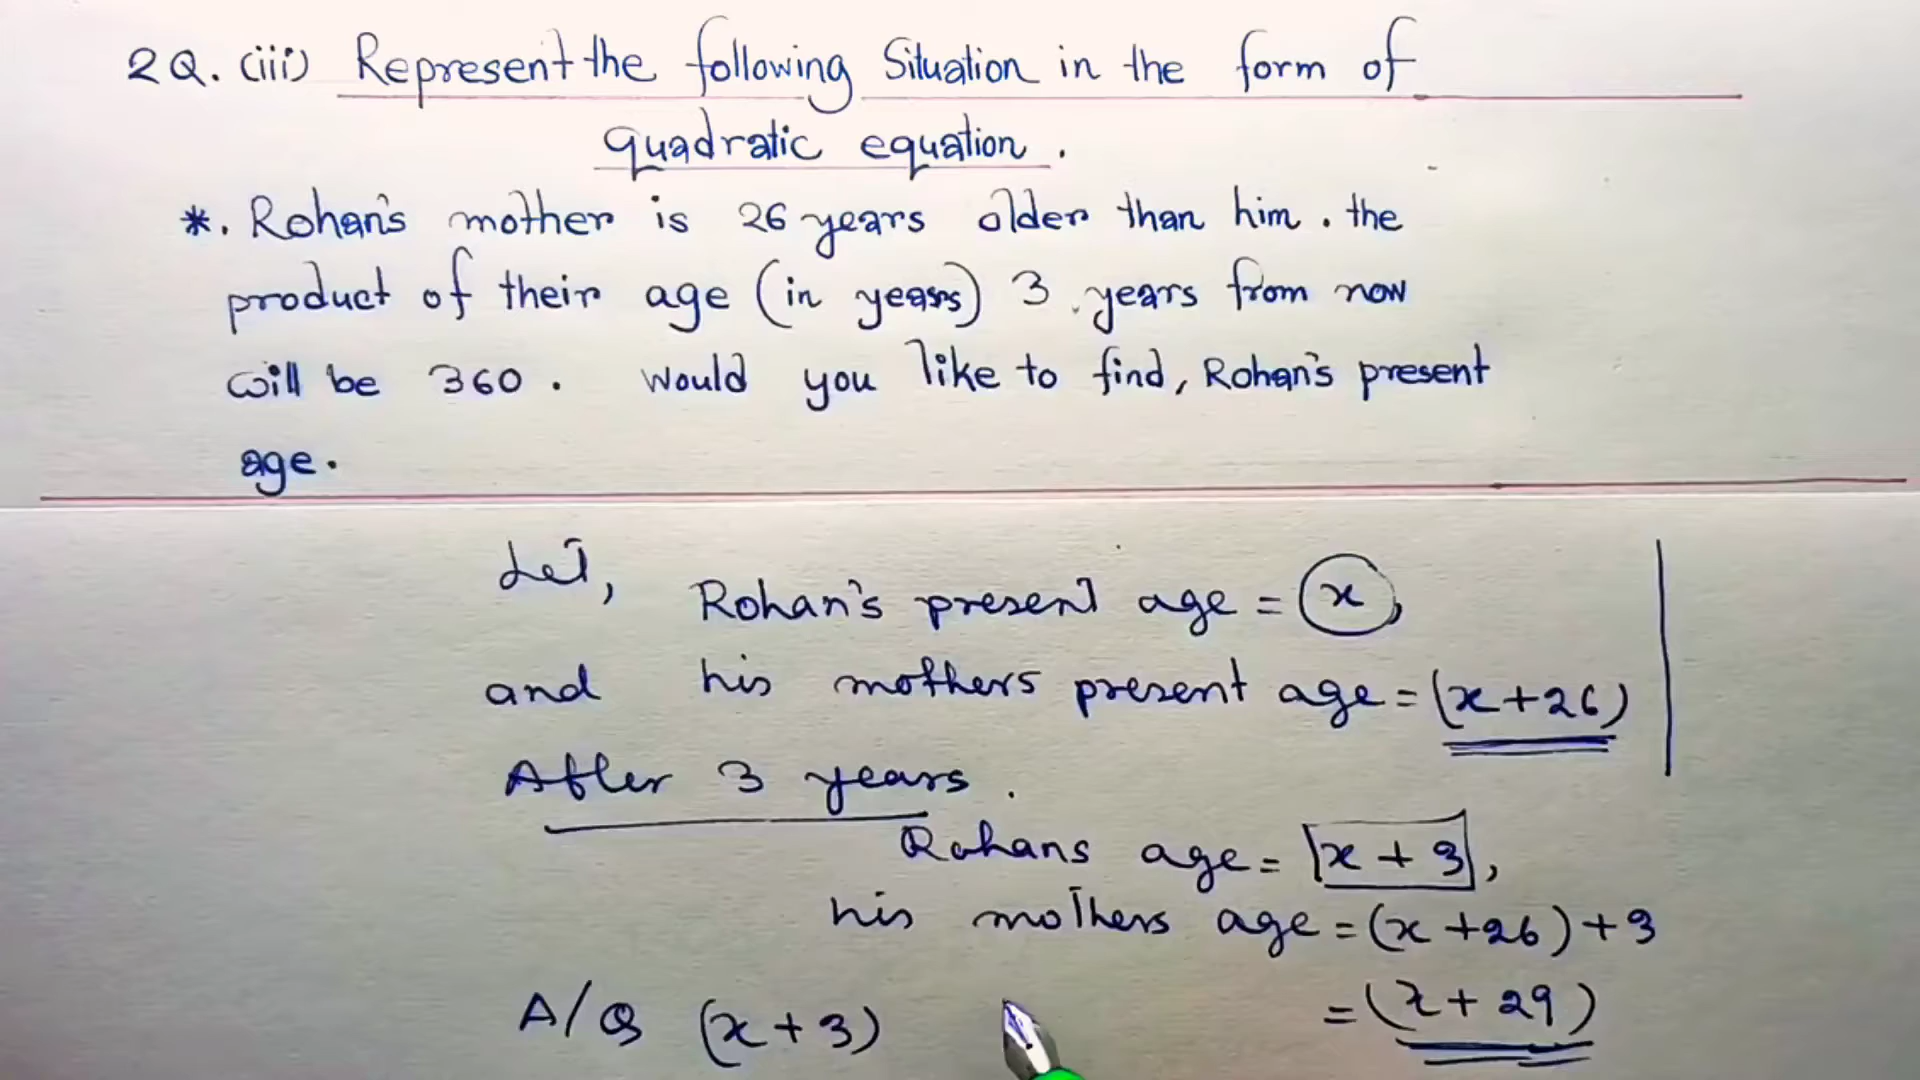 2Q. (iii) Represent the following Situation in the form of
quadratic equation.
*. Rohan's mother is 26 years older than him. the
product of their age (in years) 3 years from now
will be 360. Would you like to find, Rohan's present
age.
Let, Rohan's present age = x,
and his mothers present age = (x+26)
After 3 years.
Rohans age = x + 3,
his mothers age = (x+26)+3
= (x+29)
A/Q (x+3)